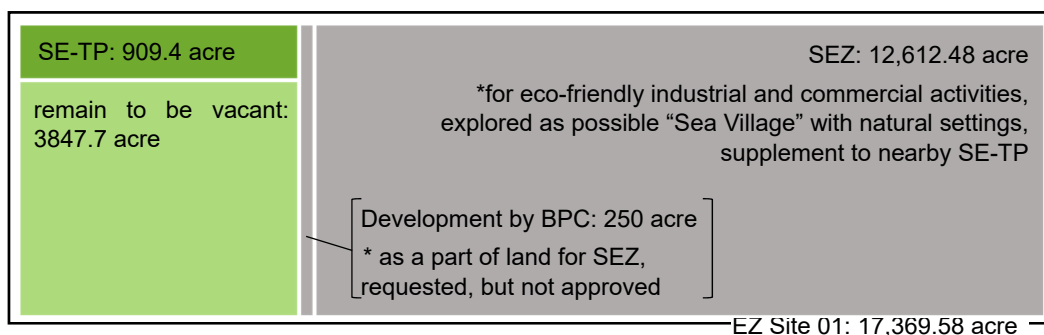 SE-TP: 909.4 acre
remain to be vacant:
3847.7 acre
SEZ: 12,612.48 acre
*for eco-friendly industrial and commercial activities,
explored as possible “Sea Village” with natural settings,
supplement to nearby SE-TP
Development by BPC: 250 acre
* as a part of land for SEZ,
requested, but not approved
EZ Site 01: 17,369.58 acre